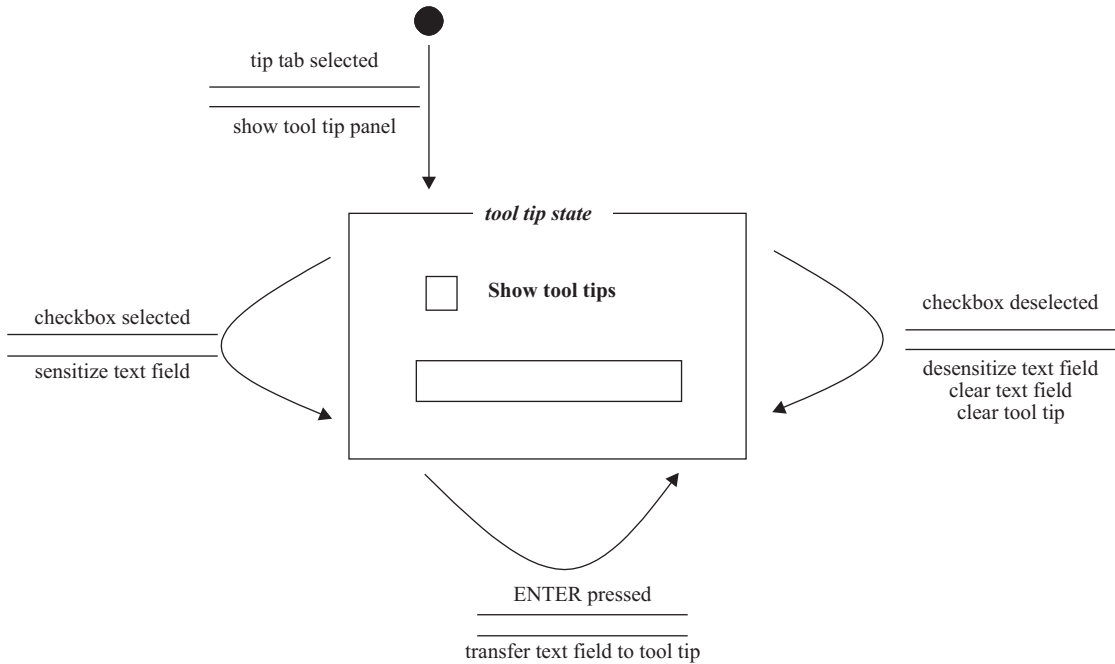 tip tab selected
show tool tip panel
tool tip state
Show tool tips
checkbox selected
sensitize text field
checkbox deselected
desensitize text field
clear text field
clear tool tip
ENTER pressed
transfer text field to tool tip